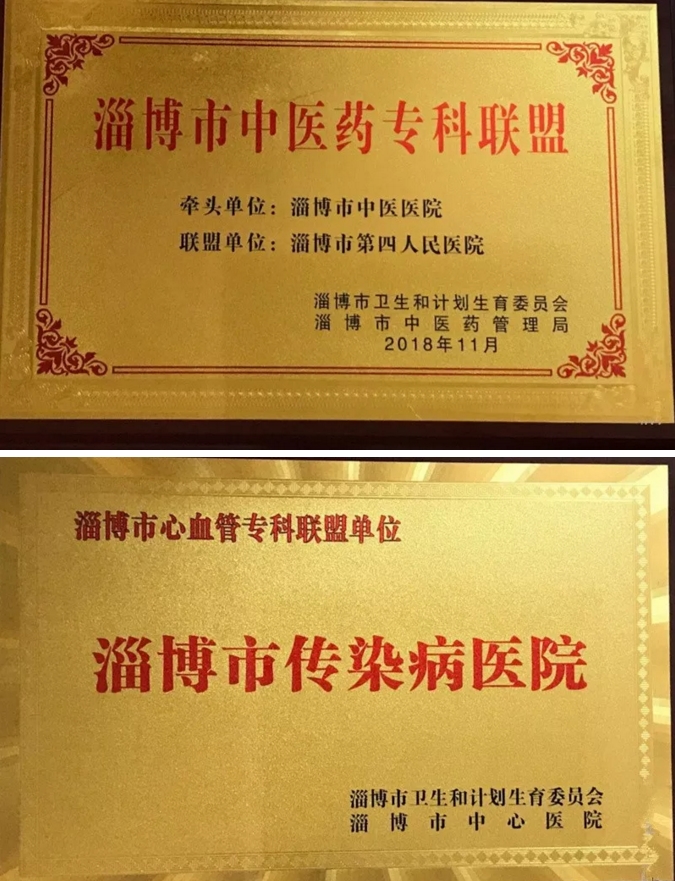 淄博市中医药专科联盟
牵头单位：淄博市中医医院
联盟单位：淄博市第四人民医院
淄博市卫生和计划生育委员会
淄博市中医药管理局
2018年11月
淄博市心血管专科联盟单位
淄博市传染病医院
淄博市卫生和计划生育委员会
淄博市中心医院